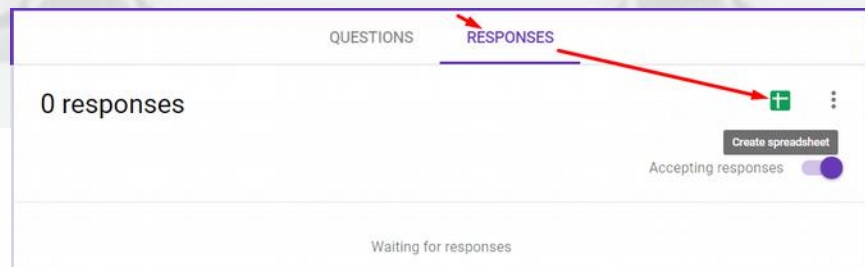 QUESTIONS RESPONSES
0 responses
Create spreadsheet
Accepting responses
Waiting for responses